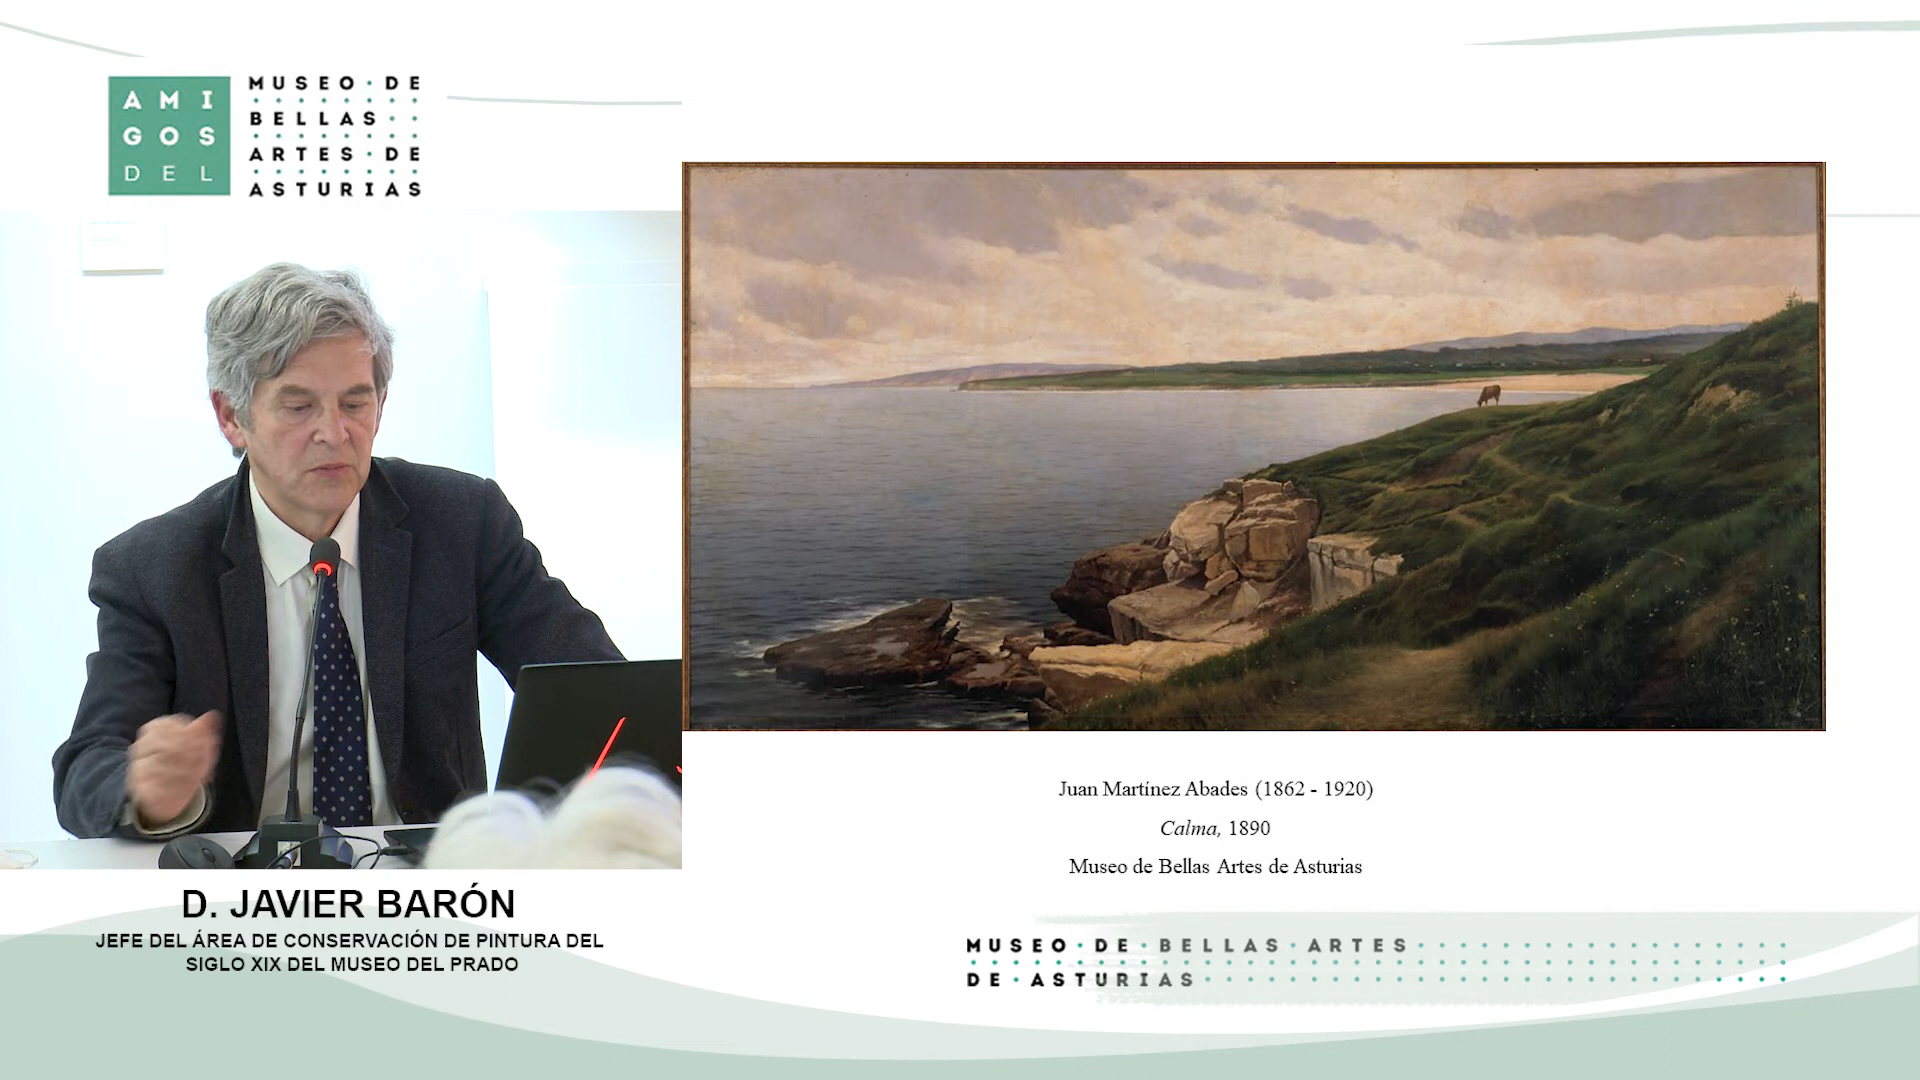 AMI
GOS
DEL
MUSEO · DE
BELLAS
ARTES · DE
ASTURIAS
Juan Martínez Abades (1862 - 1920)
Calma, 1890
Museo de Bellas Artes de Asturias
D. JAVIER BARÓN
JEFE DEL ÁREA DE CONSERVACIÓN DE PINTURA DEL
SIGLO XIX DEL MUSEO DEL PRADO
MUSEO · DE · BELLAS · ARTES
DE · ASTURIAS